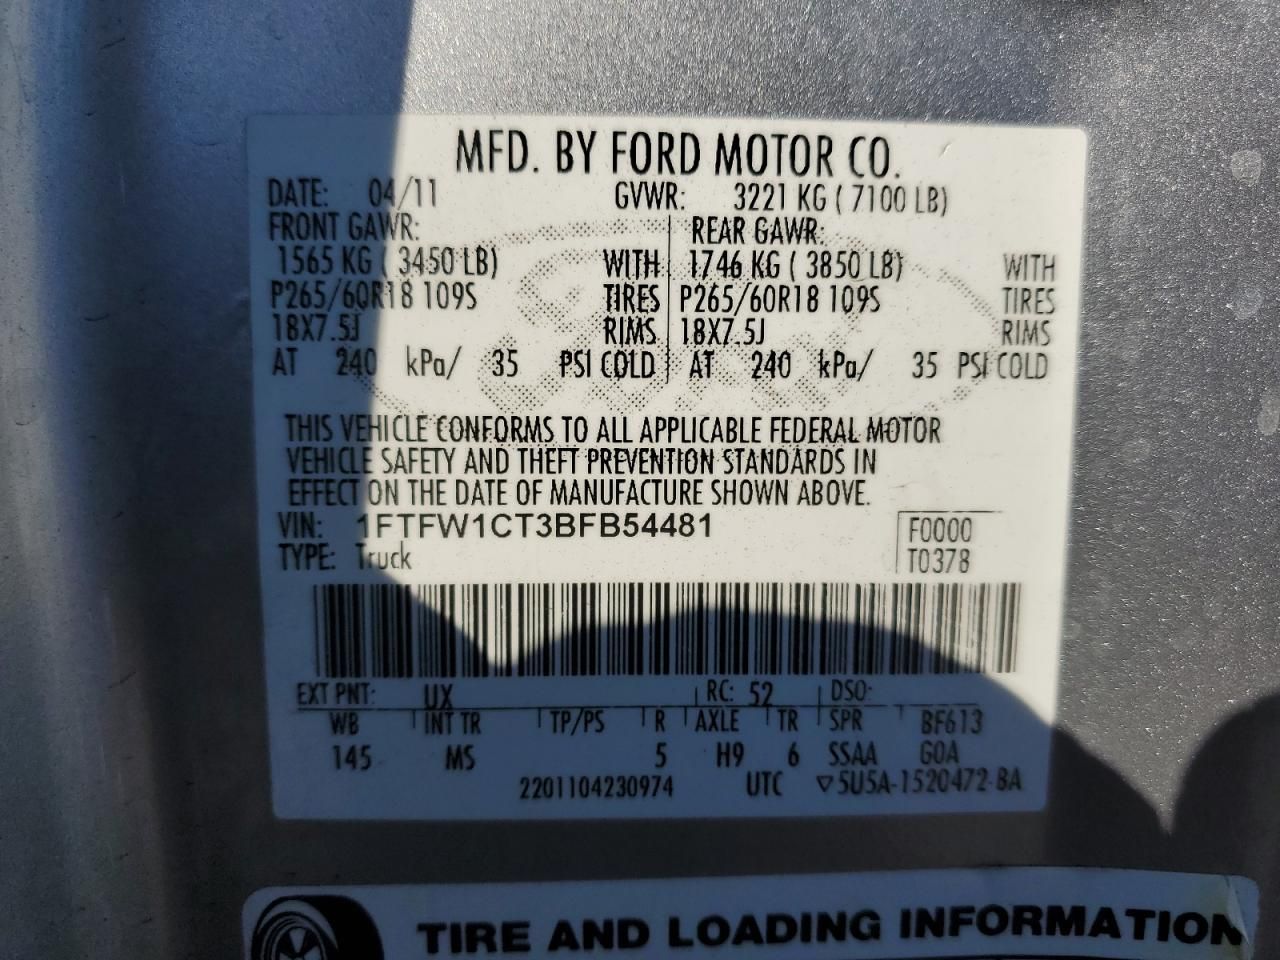 MFD. BY FORD MOTOR CO.
DATE: 04/11 GVWR: 3221 KG ( 7100 LB)
FRONT GAWR: REAR GAWR:
1565 KG ( 3450 LB) WITH 1746 KG ( 3850 LB) WITH
P265/60R18 109S TIRES P265/60R18 109S TIRES
18X7.5J RIMS 18X7.5J RIMS
AT 240 kPa/ 35 PSI COLD AT 240 kPa/ 35 PSI COLD
THIS VEHICLE CONFORMS TO ALL APPLICABLE FEDERAL MOTOR
VEHICLE SAFETY AND THEFT PREVENTION STANDARDS IN
EFFECT ON THE DATE OF MANUFACTURE SHOWN ABOVE.
VIN: 1FTFW1CT3BFB54481 F0000
TYPE: Truck T0378
EXT PNT: UX RC: 52 DSO:
WB INT TR TP/PS R AXLE TR SPR BF613
145 MS 5 H9 6 SSAA GOA
2201104230974 UTC ▽5U5A-1520472-BA
TIRE AND LOADING INFORMATION